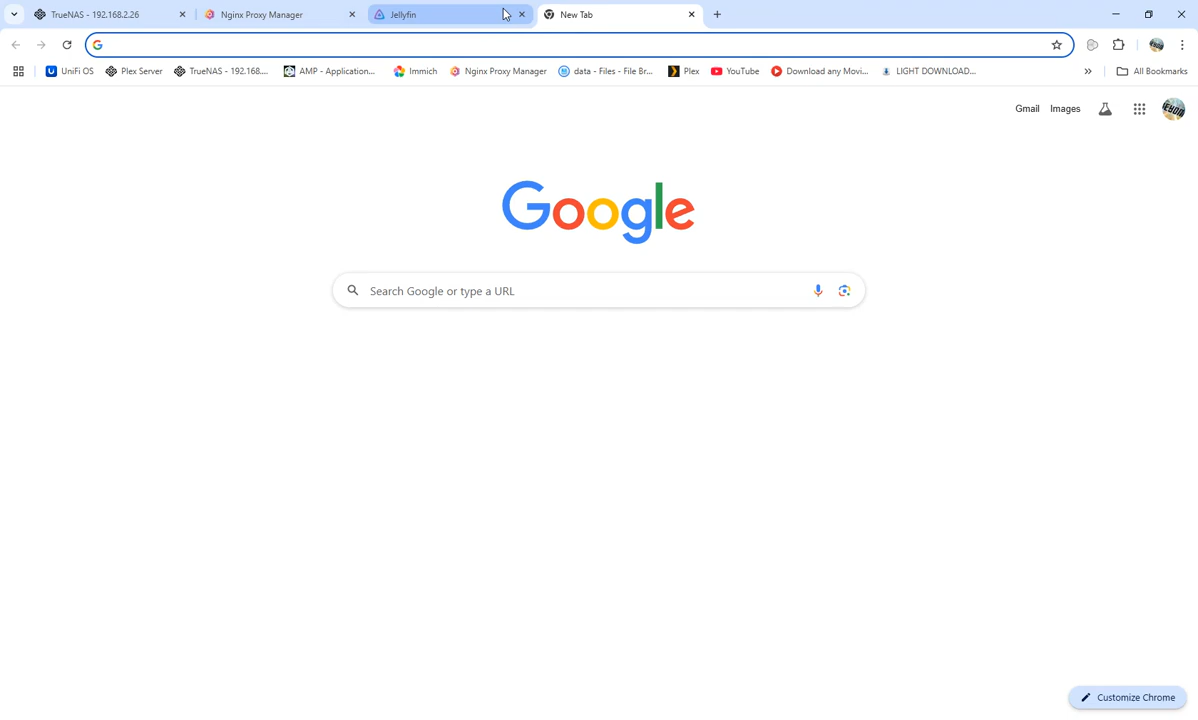 TrueNAS - 192.168.2.26
Nginx Proxy Manager
Jellyfin
New Tab
UniFi OS
Plex Server
TrueNAS - 192.168....
AMP - Application...
Immich
Nginx Proxy Manager
data - Files - File Br...
Plex
YouTube
Download any Movi...
LIGHT DOWNLOAD...
All Bookmarks
Gmail
Images
Google
Search Google or type a URL
Customize Chrome